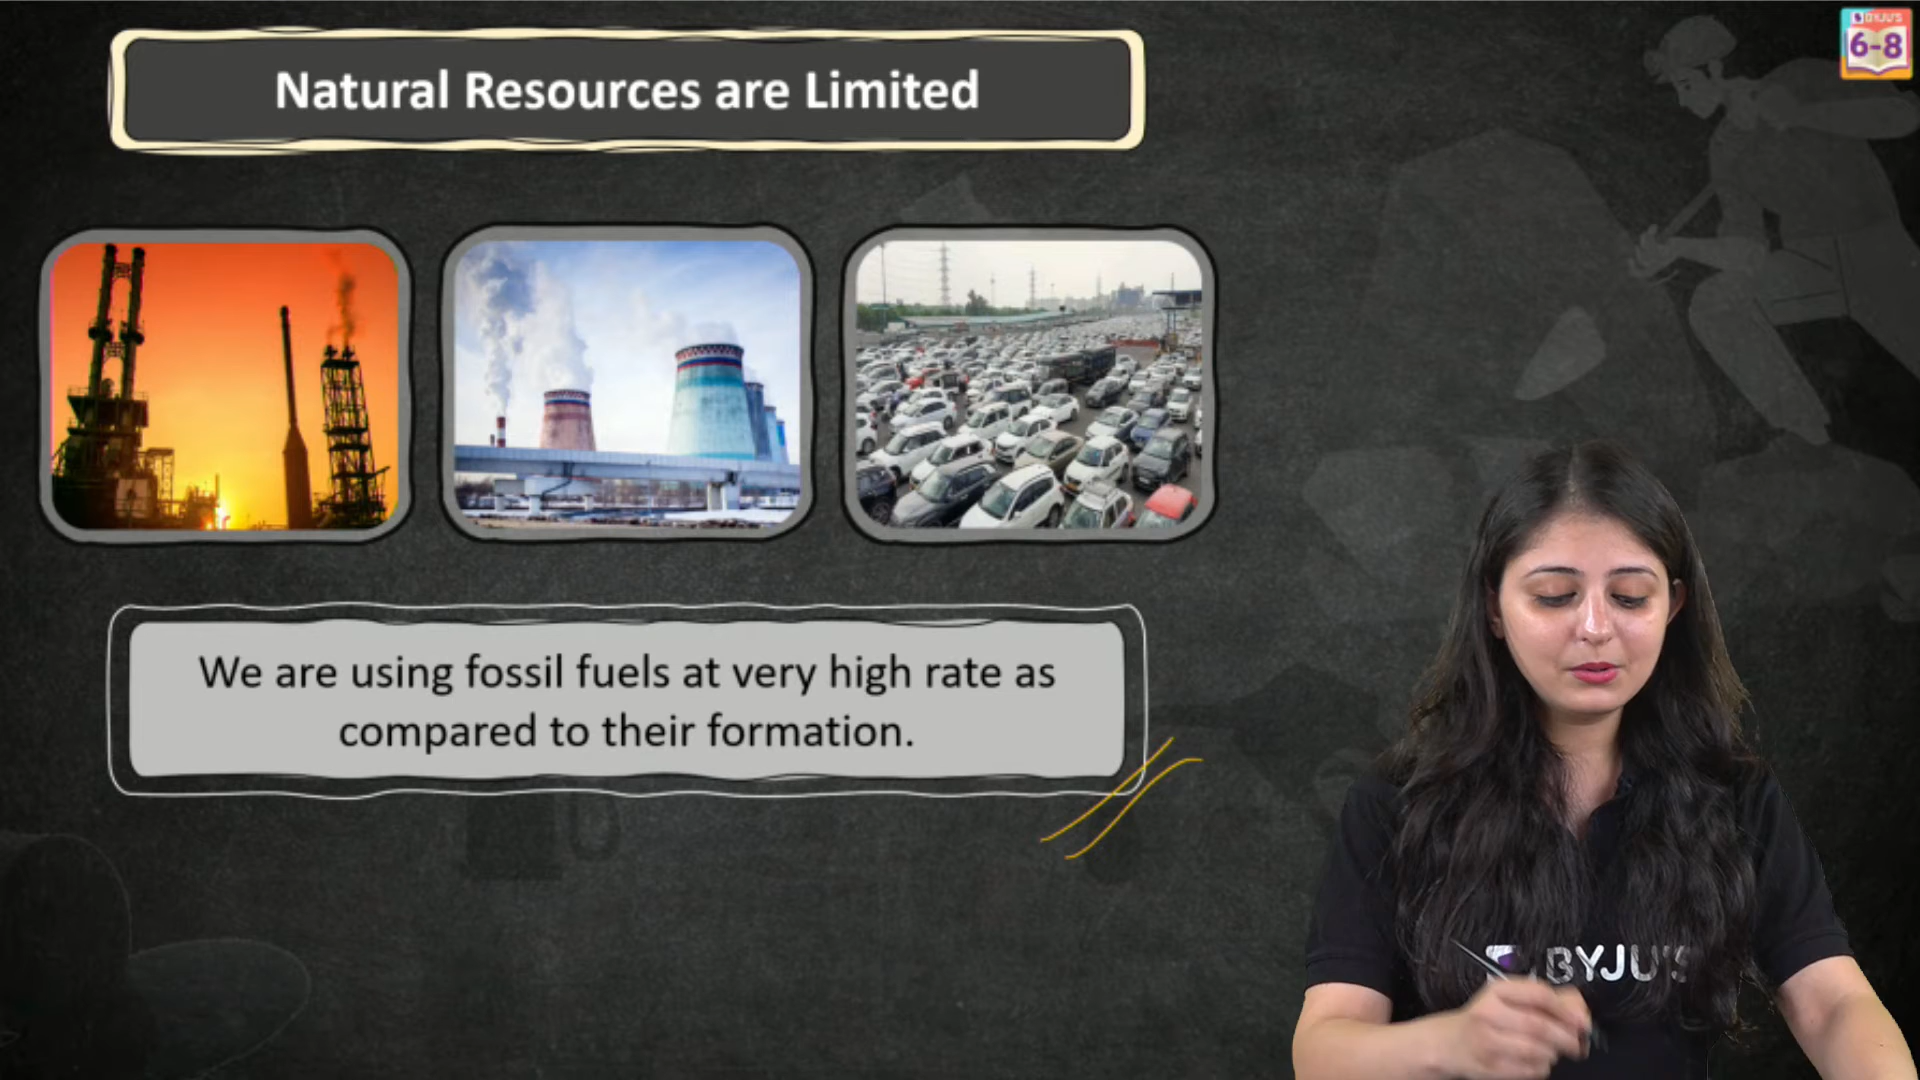 BYJU'S
6-8
Natural Resources are Limited
We are using fossil fuels at very high rate as
compared to their formation.
BYJU'S